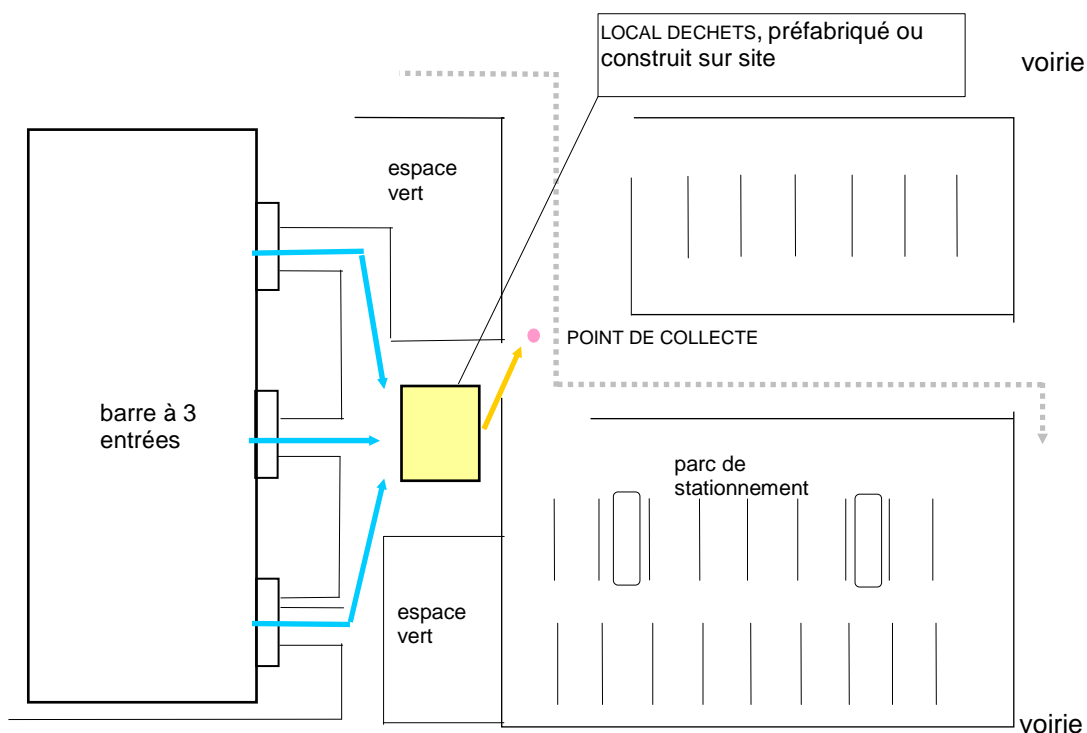 LOCAL DECHETS, préfabriqué ou
construit sur site
voirie
espace
vert
POINT DE COLLECTE
barre à 3
entrées
parc de
stationnement
espace
vert
voirie